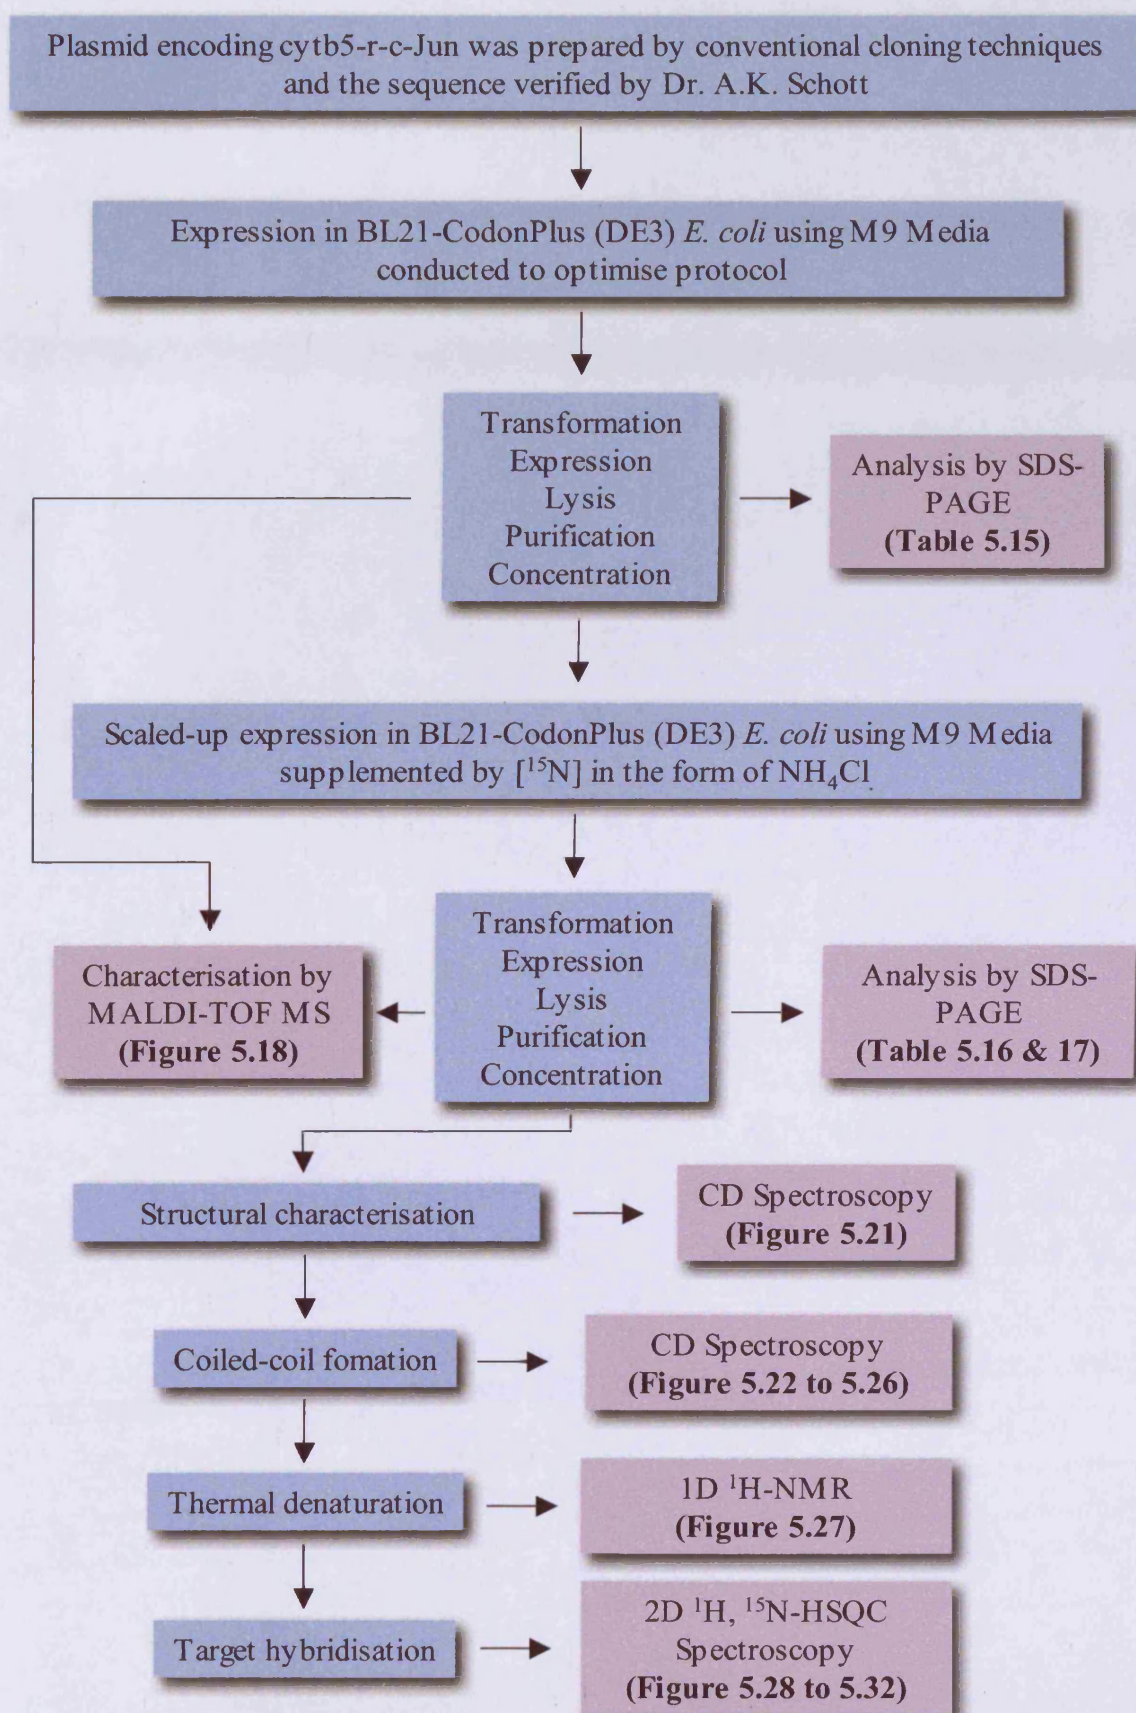 Plasmid encoding cytb5-r-c-Jun was prepared by conventional cloning techniques
and the sequence verified by Dr. A.K. Schott
Expression in BL21-CodonPlus (DE3) E. coli using M9 Media
conducted to optimise protocol
Transformation
Expression
Lysis
Purification
Concentration
Analysis by SDS-
PAGE
(Table 5.15)
Scaled-up expression in BL21-CodonPlus (DE3) E. coli using M9 Media
supplemented by [¹⁵N] in the form of NH₄Cl
Characterisation by
MALDI-TOF MS
(Figure 5.18)
Transformation
Expression
Lysis
Purification
Concentration
Analysis by SDS-
PAGE
(Table 5.16 & 17)
Structural characterisation
CD Spectroscopy
(Figure 5.21)
Coiled-coil fomation
CD Spectroscopy
(Figure 5.22 to 5.26)
Thermal denaturation
1D ¹H-NMR
(Figure 5.27)
Target hybridisation
2D ¹H, ¹⁵N-HSQC
Spectroscopy
(Figure 5.28 to 5.32)